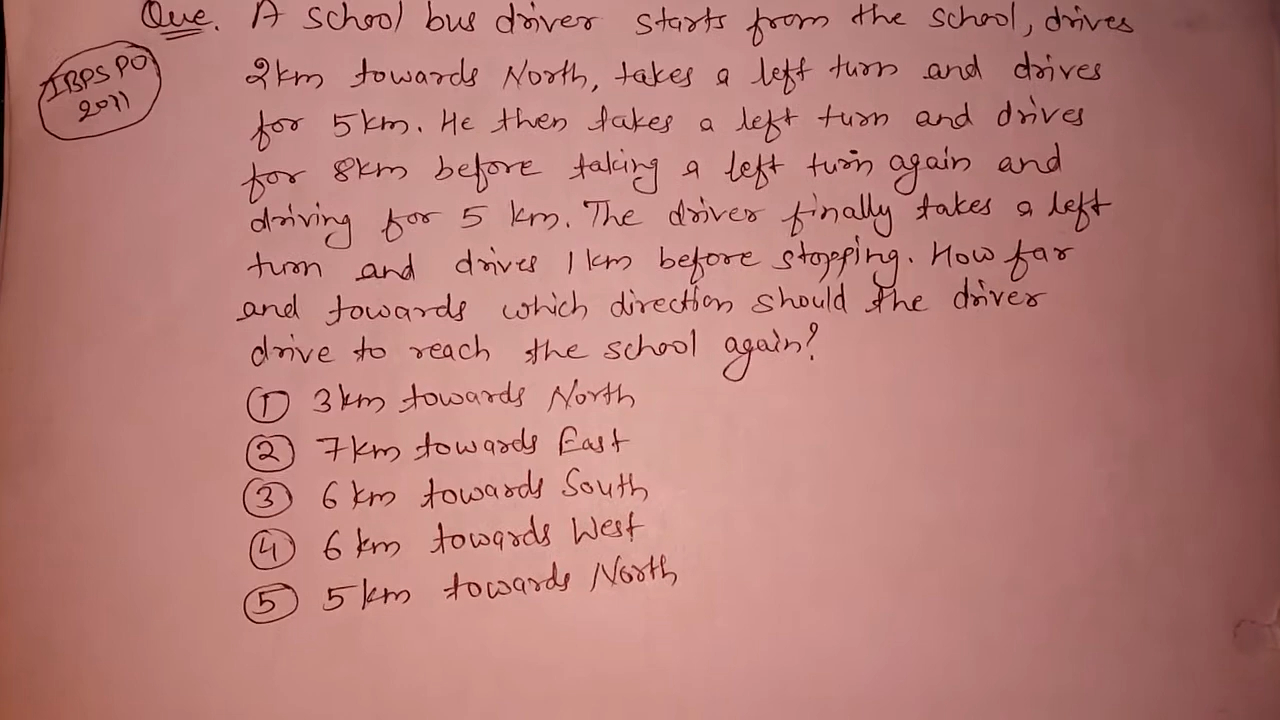 Que. A school bus driver starts from the school, drives
IBPS PO
2011
2km towards North, takes a left turn and drives
for 5km. He then takes a left turn and drives
for 8km before taking a left turn again and
driving for 5 km. The driver finally takes a left
turn and drives 1km before stopping. How far
and towards which direction should the driver
drive to reach the school again?
① 3km towards North
② 7km towards East
③ 6 km towards South
④ 6 km towards West
⑤ 5km towards North